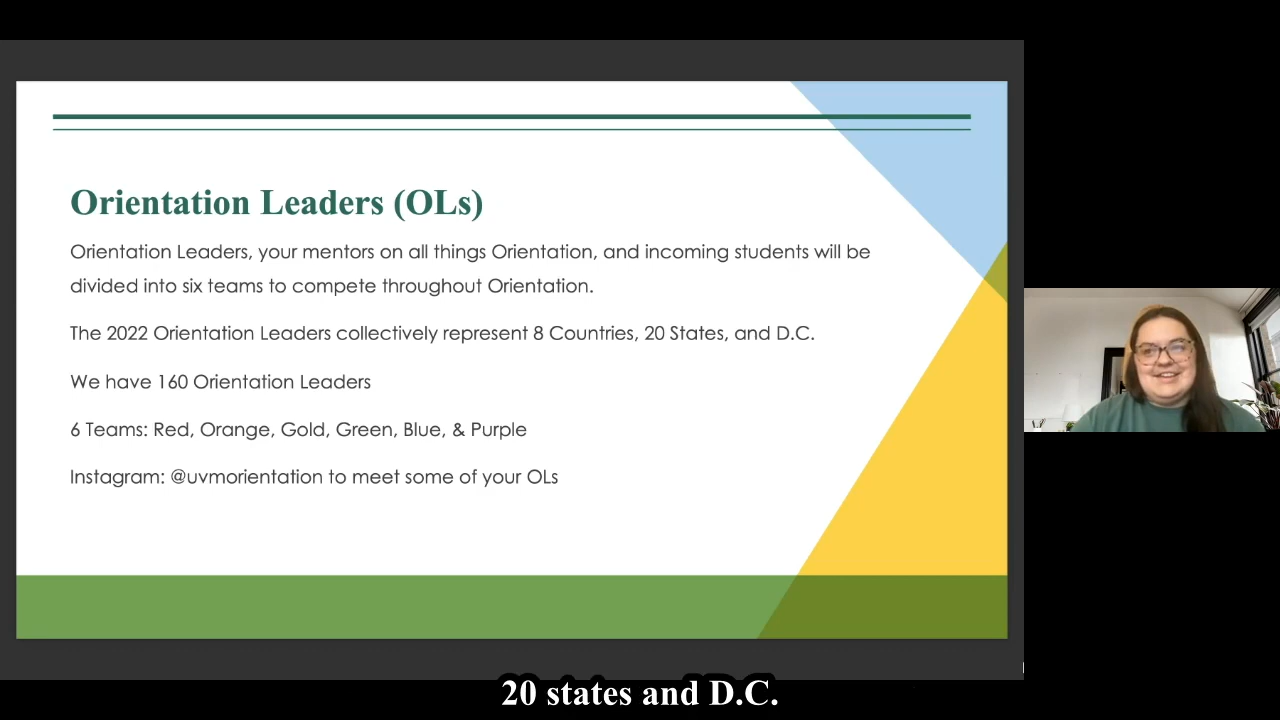 Orientation Leaders (OLs)
Orientation Leaders, your mentors on all things Orientation, and incoming students will be
divided into six teams to compete throughout Orientation.
The 2022 Orientation Leaders collectively represent 8 Countries, 20 States, and D.C.
We have 160 Orientation Leaders
6 Teams: Red, Orange, Gold, Green, Blue, & Purple
Instagram: @uvmorientation to meet some of your OLs
20 states and D.C.